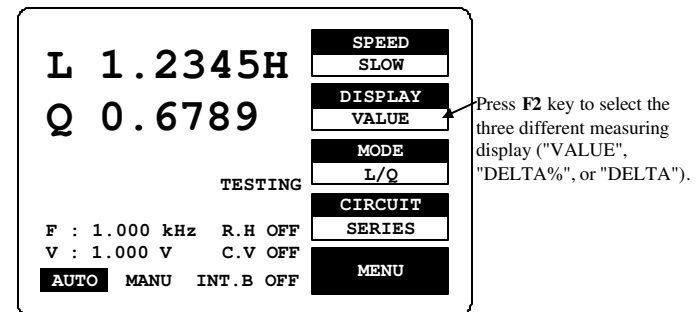 L 1.2345H
Q 0.6789
TESTING
F : 1.000 kHz R.H OFF
V : 1.000 V C.V OFF
AUTO MANU INT.B OFF
SPEED
SLOW
DISPLAY
VALUE
MODE
L/Q
CIRCUIT
SERIES
MENU
Press F2 key to select the
three different measuring
display ("VALUE",
"DELTA%", or "DELTA").